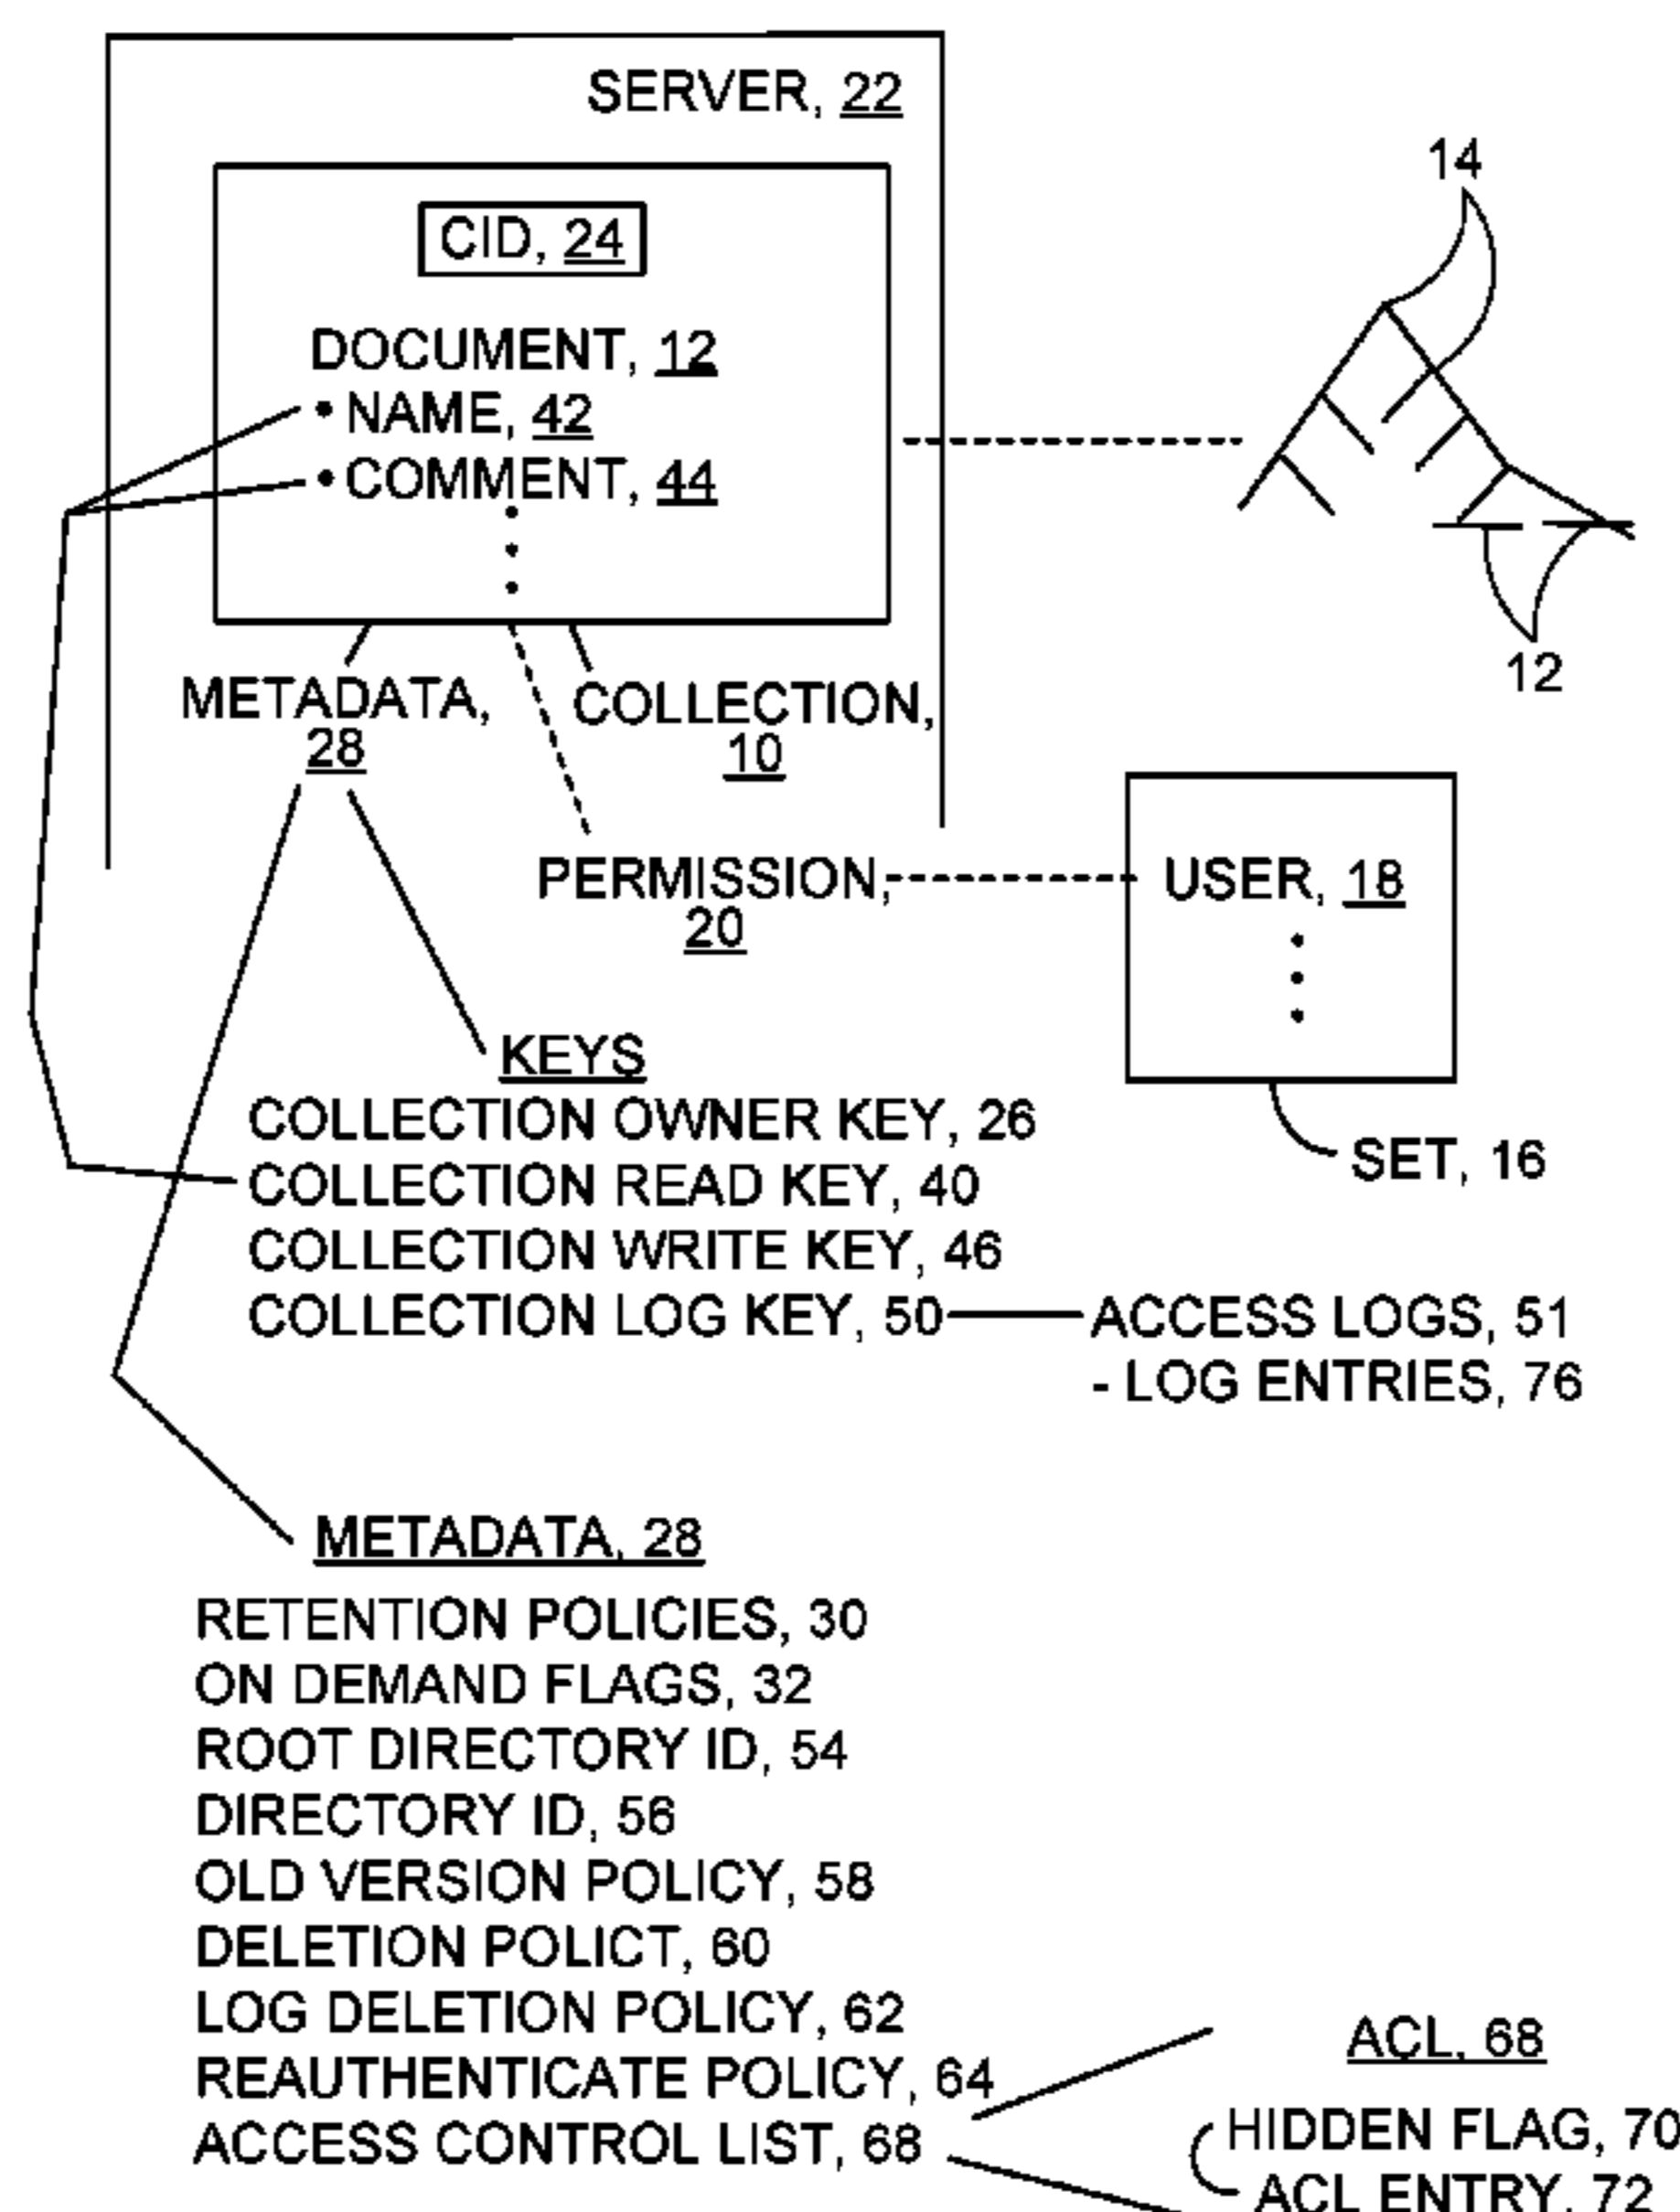 SERVER, 22
14
CID, 24
DOCUMENT, 12
• NAME, 42
• COMMENT, 44
12
METADATA, 28
COLLECTION, 10
PERMISSION, 20
USER, 18
SET, 16
KEYS
COLLECTION OWNER KEY, 26
COLLECTION READ KEY, 40
COLLECTION WRITE KEY, 46
COLLECTION LOG KEY, 50
ACCESS LOGS, 51
- LOG ENTRIES, 76
METADATA, 28
RETENTION POLICIES, 30
ON DEMAND FLAGS, 32
ROOT DIRECTORY ID, 54
DIRECTORY ID, 56
OLD VERSION POLICY, 58
DELETION POLICT, 60
LOG DELETION POLICY, 62
REAUTHENTICATE POLICY, 64
ACCESS CONTROL LIST, 68
ACL, 68
HIDDEN FLAG, 70
ACL ENTRY, 72